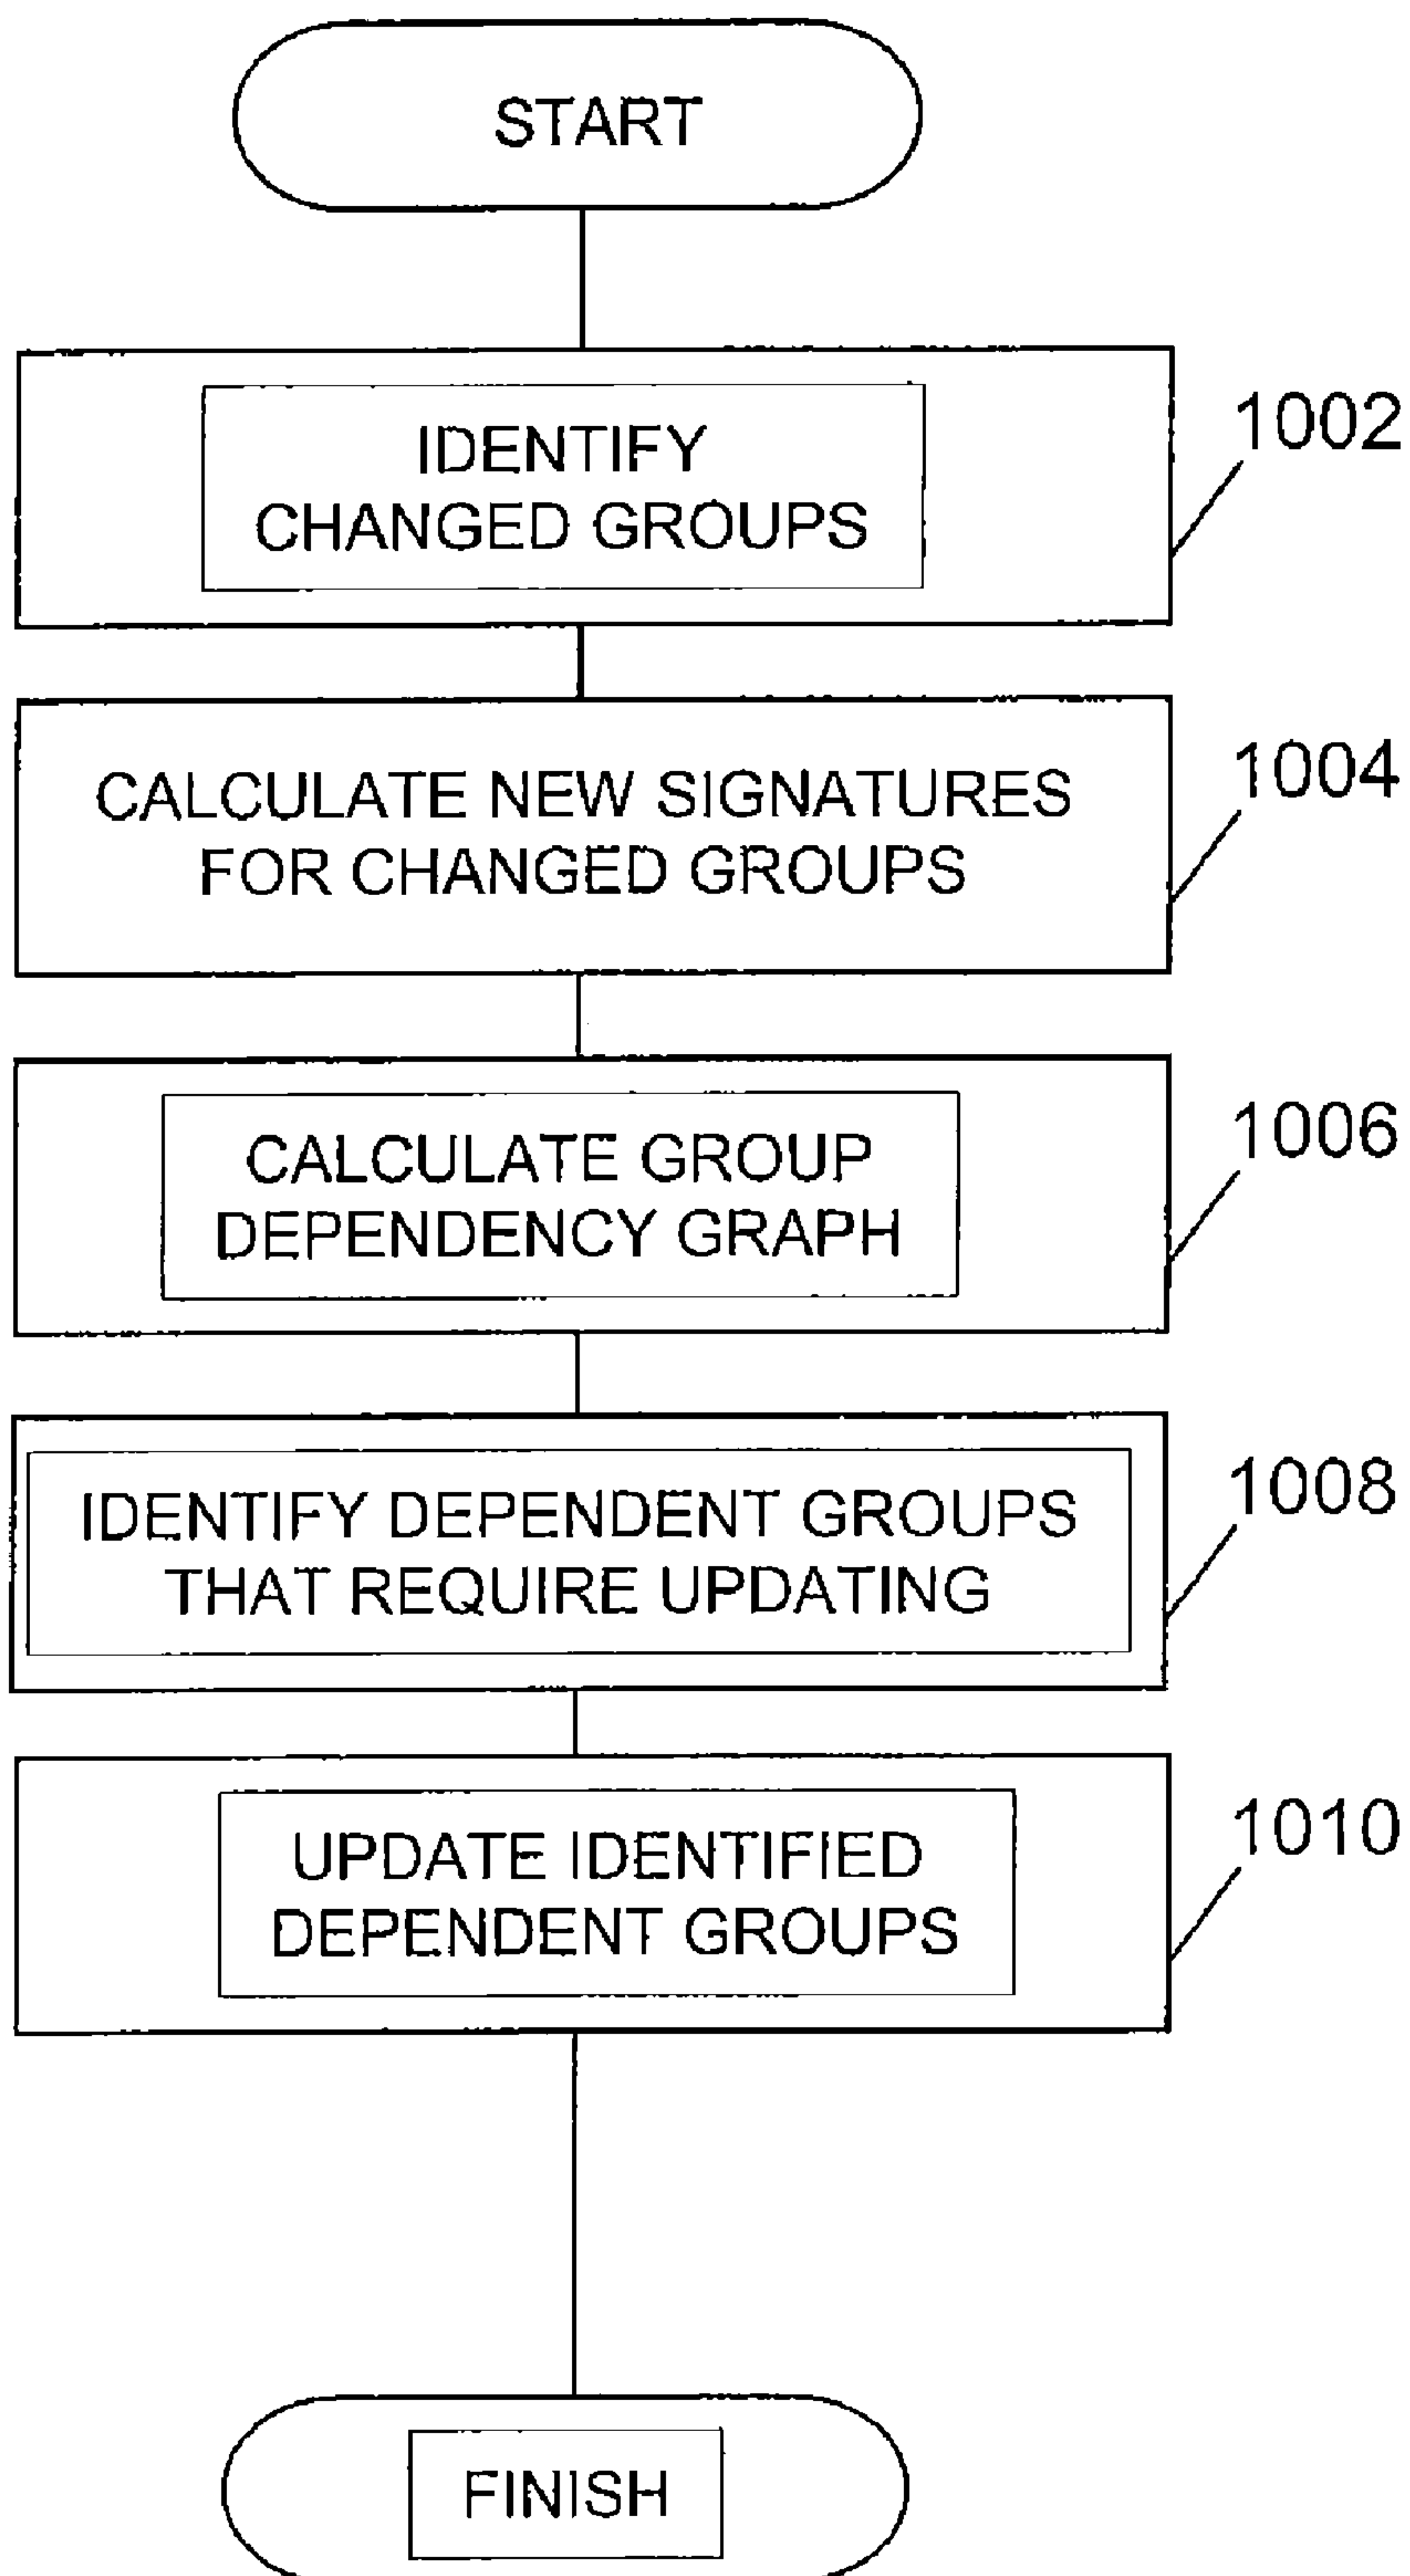 START
IDENTIFY
CHANGED GROUPS
1002
CALCULATE NEW SIGNATURES
FOR CHANGED GROUPS
1004
CALCULATE GROUP
DEPENDENCY GRAPH
1006
IDENTIFY DEPENDENT GROUPS
THAT REQUIRE UPDATING
1008
UPDATE IDENTIFIED
DEPENDENT GROUPS
1010
FINISH